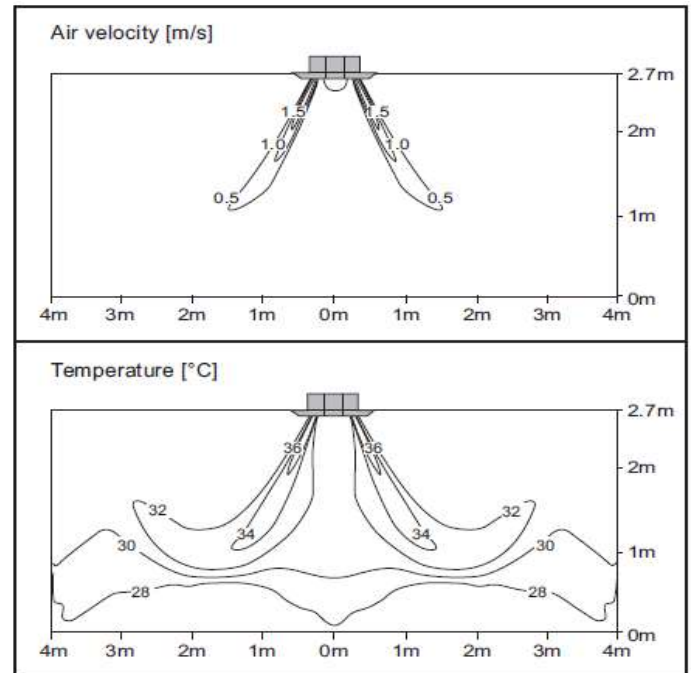 Air velocity [m/s]
2.7m
1.5 1.5
2m
1.0 1.0
0.5 0.5
1m
0m
4m 3m 2m 1m 0m 1m 2m 3m 4m
Temperature [°C]
2.7m
36 36
2m
32 32
34 34
30 30
1m
28 28
0m
4m 3m 2m 1m 0m 1m 2m 3m 4m